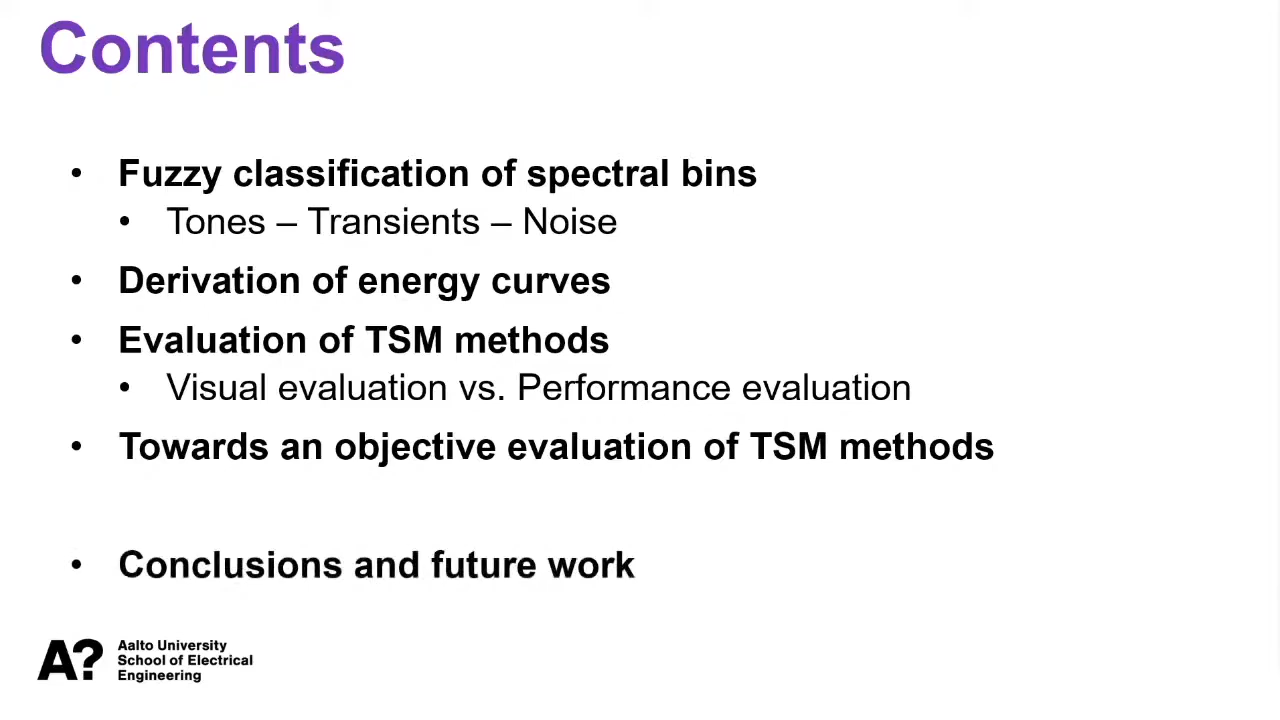 Contents
• Fuzzy classification of spectral bins
• Tones – Transients – Noise
• Derivation of energy curves
• Evaluation of TSM methods
• Visual evaluation vs. Performance evaluation
• Towards an objective evaluation of TSM methods
• Conclusions and future work
A?
Aalto University
School of Electrical
Engineering